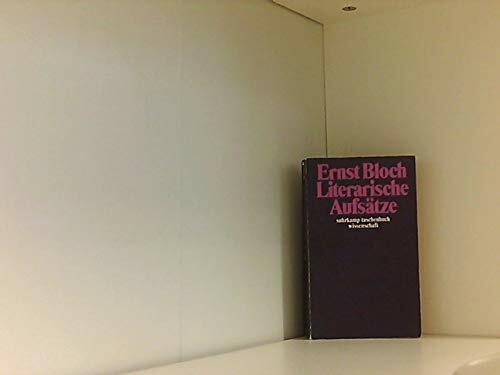 Ernst Bloch
Literarische
Aufsätze
suhrkamp taschenbuch
wissenschaft